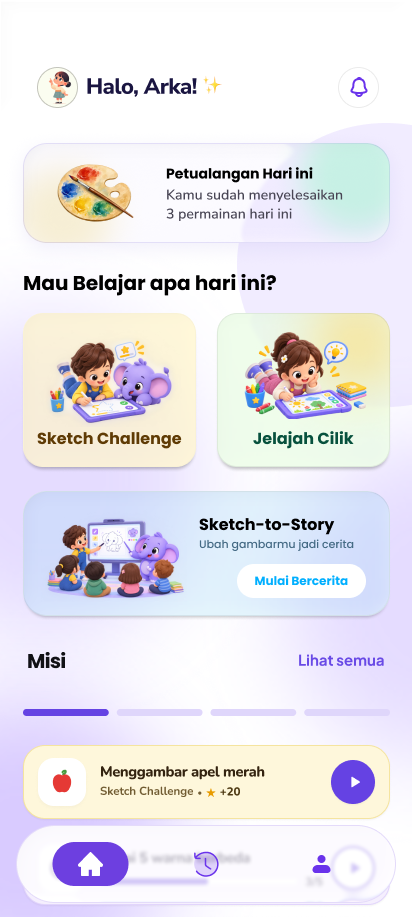 Halo, Arka!
Petualangan Hari ini
Kamu sudah menyelesaikan
3 permainan hari ini
Mau Belajar apa hari ini?
Sketch Challenge
Jelajah Cilik
Sketch-to-Story
Ubah gambarmu jadi cerita
Mulai Bercerita
Misi
Lihat semua
Menggambar apel merah
Sketch Challenge • ★ +20
5 warna